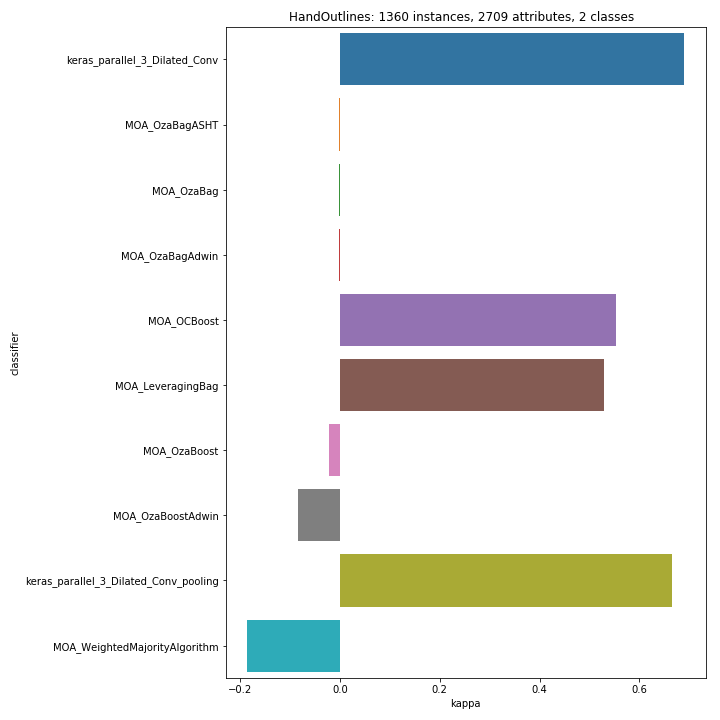 HandOutlines: 1360 instances, 2709 attributes, 2 classes
classifier
keras_parallel_3_Dilated_Conv
MOA_OzaBagASHT
MOA_OzaBag
MOA_OzaBagAdwin
MOA_OCBoost
MOA_LeveragingBag
MOA_OzaBoost
MOA_OzaBoostAdwin
keras_parallel_3_Dilated_Conv_pooling
MOA_WeightedMajorityAlgorithm
−0.2 0.0 0.2 0.4 0.6
kappa